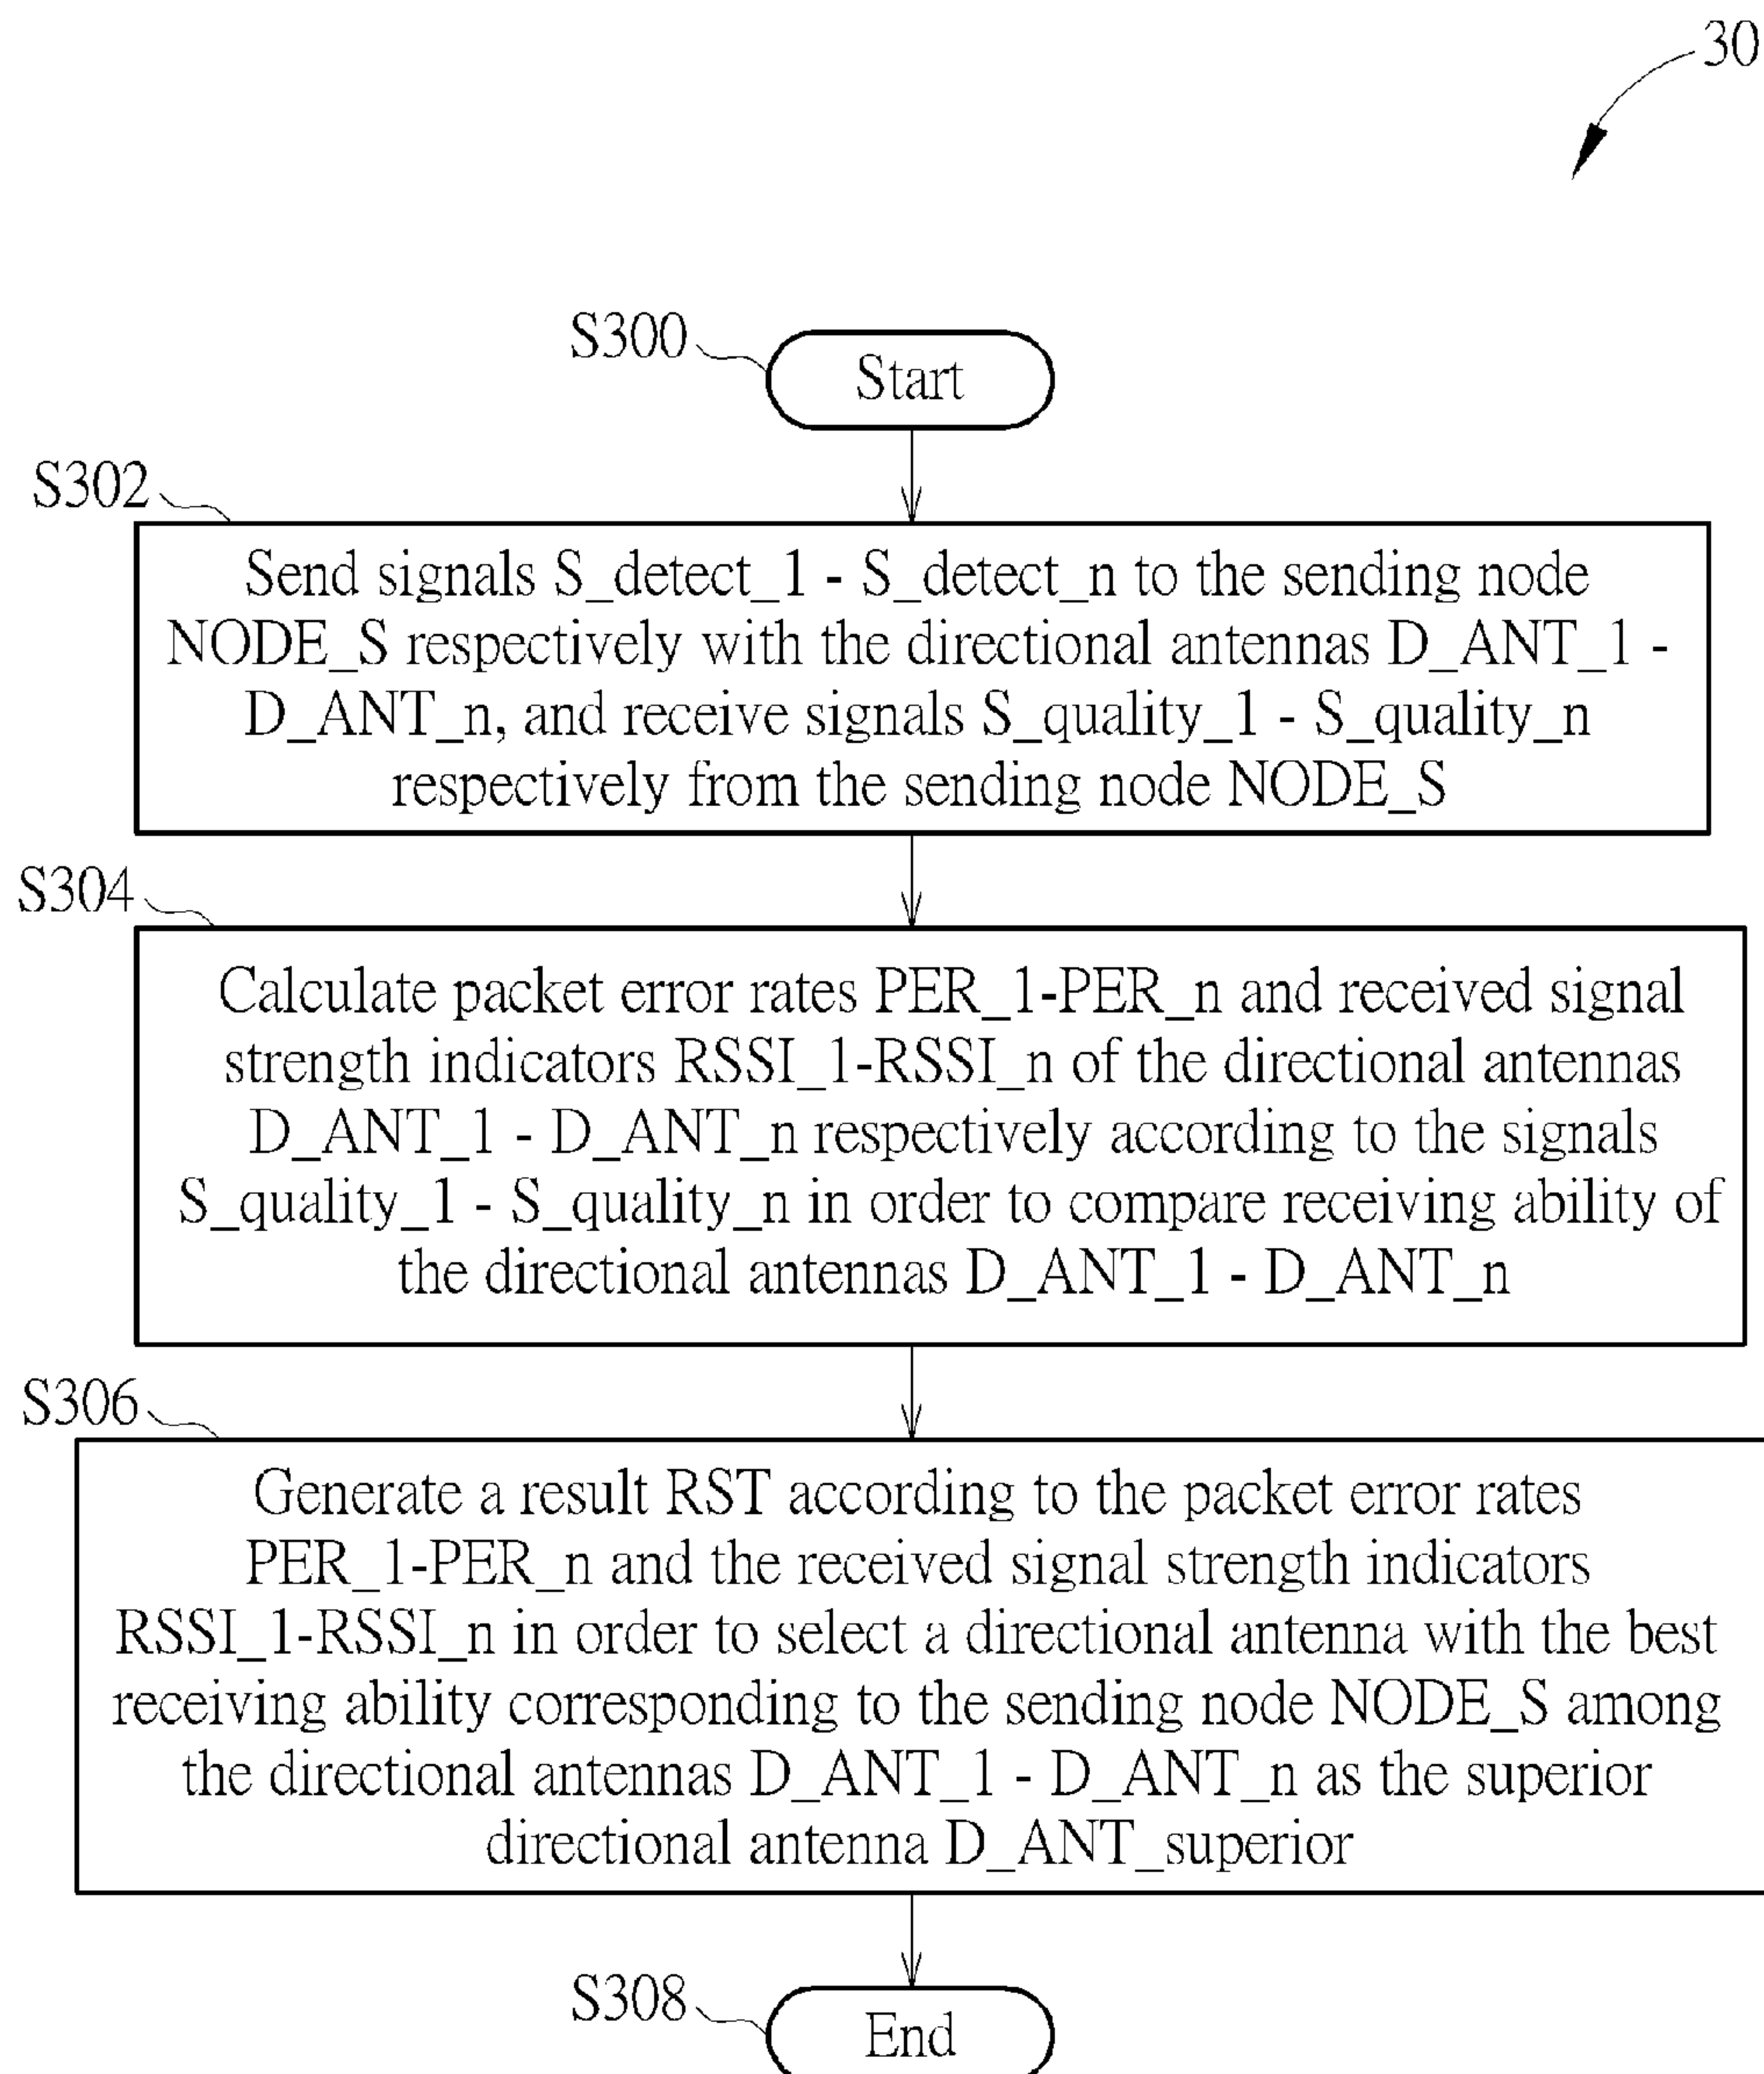 30
S300
Start
S302
Send signals S_detect_1 - S_detect_n to the sending node
NODE_S respectively with the directional antennas D_ANT_1 -
D_ANT_n, and receive signals S_quality_1 - S_quality_n
respectively from the sending node NODE_S
S304
Calculate packet error rates PER_1-PER_n and received signal
strength indicators RSSI_1-RSSI_n of the directional antennas
D_ANT_1 - D_ANT_n respectively according to the signals
S_quality_1 - S_quality_n in order to compare receiving ability of
the directional antennas D_ANT_1 - D_ANT_n
S306
Generate a result RST according to the packet error rates
PER_1-PER_n and the received signal strength indicators
RSSI_1-RSSI_n in order to select a directional antenna with the best
receiving ability corresponding to the sending node NODE_S among
the directional antennas D_ANT_1 - D_ANT_n as the superior
directional antenna D_ANT_superior
S308
End